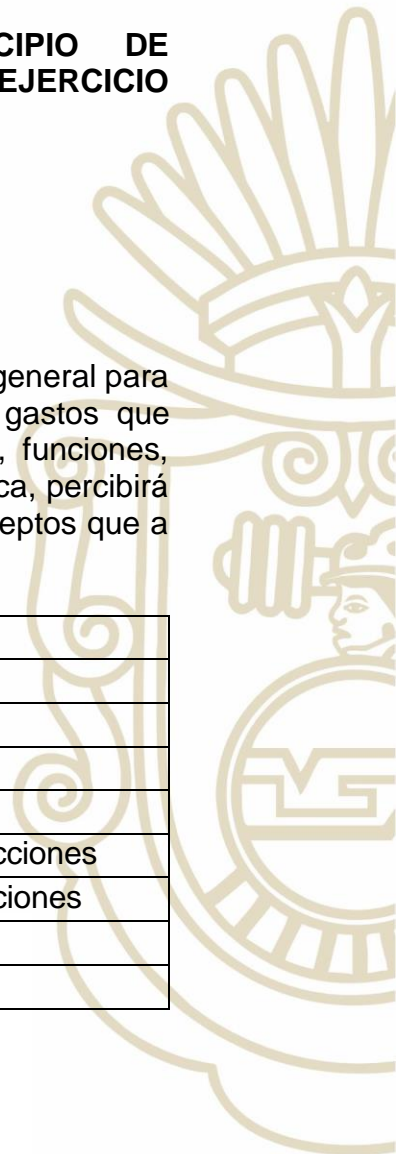 CIPIO DE
EJERCICIO
general para
gastos que
, funciones,
ca, percibirá
eptos que a
cciones
ciones